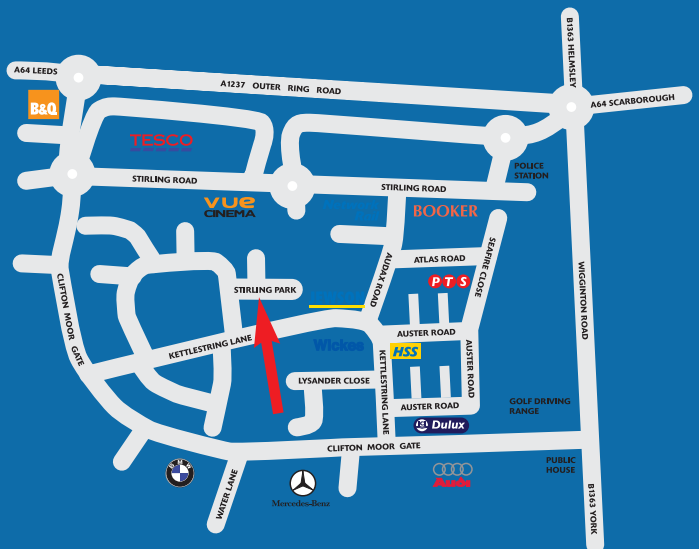 B1363 HELMSLEY
A64 LEEDS
A1237 OUTER RING ROAD
A64 SCARBOROUGH
B&Q
TESCO
POLICE
STATION
STIRLING ROAD
STIRLING ROAD
VUE
CINEMA
BOOKER
SEAFIRE CLOSE
ATLAS ROAD
AUDAX ROAD
WIGGINTON ROAD
PTS
CLIFTON MOOR GATE
STIRLING PARK
KETTLESTRING LANE
AUSTER ROAD
Wickes
HSS
KETTLESTRING LANE
AUSTER ROAD
LYSANDER CLOSE
AUSTER ROAD
GOLF DRIVING
RANGE
Dulux
CLIFTON MOOR GATE
PUBLIC
HOUSE
BMW
WATER LANE
Mercedes-Benz
Audi
B1363 YORK